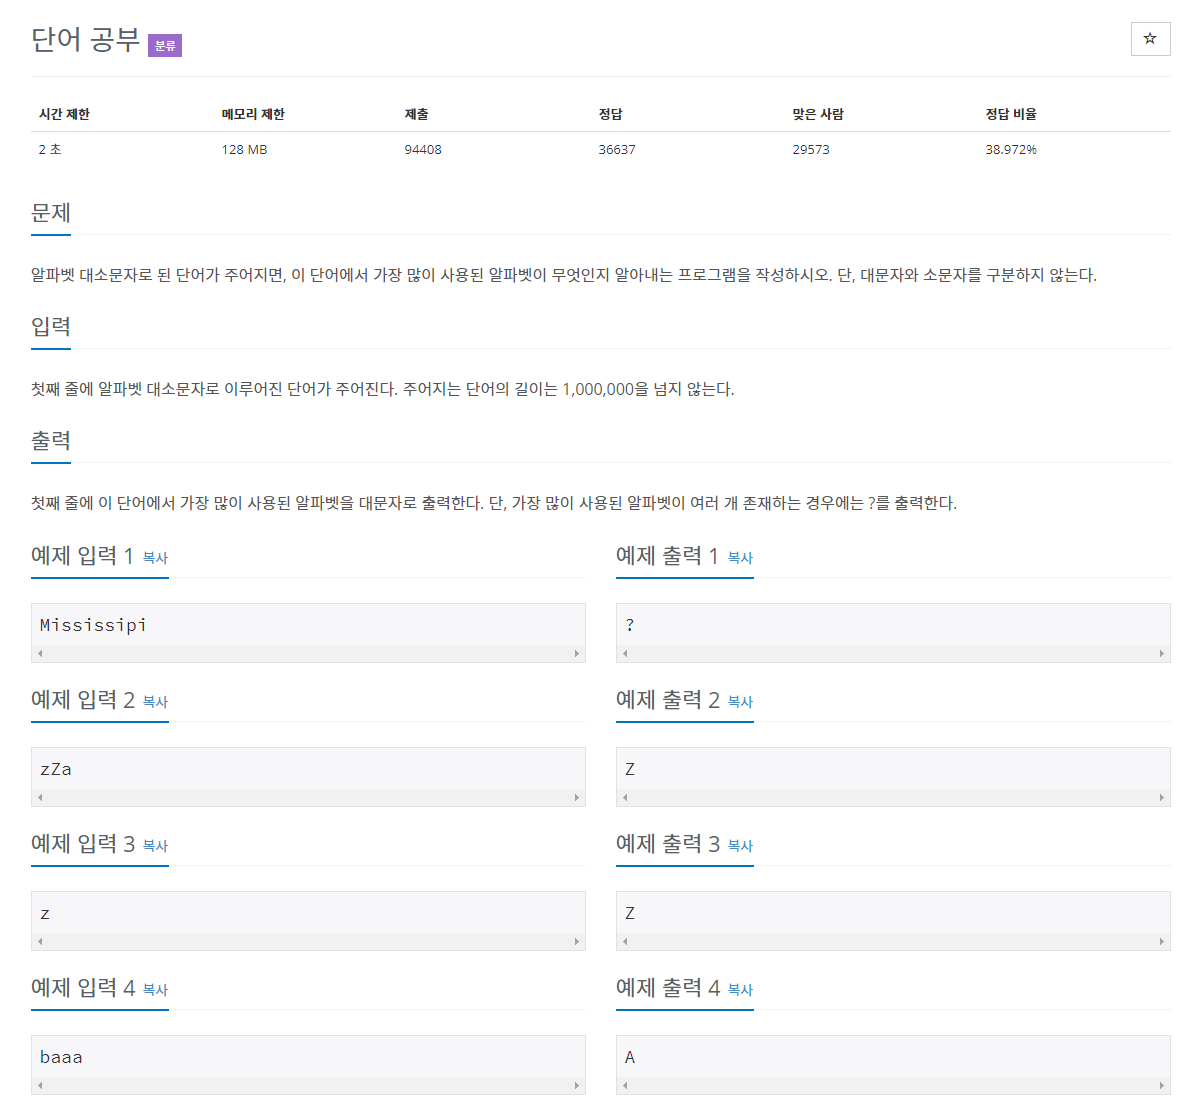 단어 공부 분류
☆
시간 제한 메모리 제한 제출 정답 맞은 사람 정답 비율
2 초 128 MB 94408 36637 29573 38.972%
문제
알파벳 대소문자로 된 단어가 주어지면, 이 단어에서 가장 많이 사용된 알파벳이 무엇인지 알아내는 프로그램을 작성하시오. 단, 대문자와 소문자를 구분하지 않는다.
입력
첫째 줄에 알파벳 대소문자로 이루어진 단어가 주어진다. 주어지는 단어의 길이는 1,000,000을 넘지 않는다.
출력
첫째 줄에 이 단어에서 가장 많이 사용된 알파벳을 대문자로 출력한다. 단, 가장 많이 사용된 알파벳이 여러 개 존재하는 경우에는 ?를 출력한다.
예제 입력 1 복사
Mississipi
예제 출력 1 복사
?
예제 입력 2 복사
zZa
예제 출력 2 복사
Z
예제 입력 3 복사
z
예제 출력 3 복사
Z
예제 입력 4 복사
baaa
예제 출력 4 복사
A